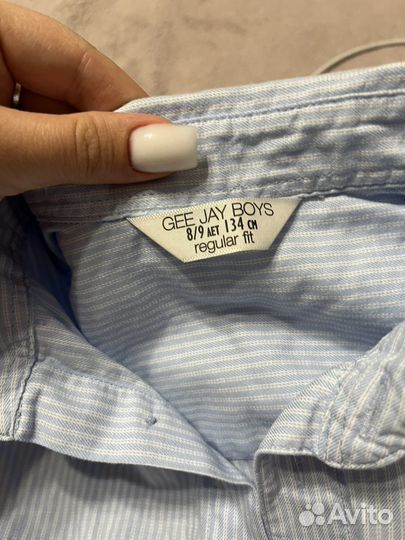 GEE JAY BOYS
8/9 ЛЕТ 134 СМ
regular fit
Avito